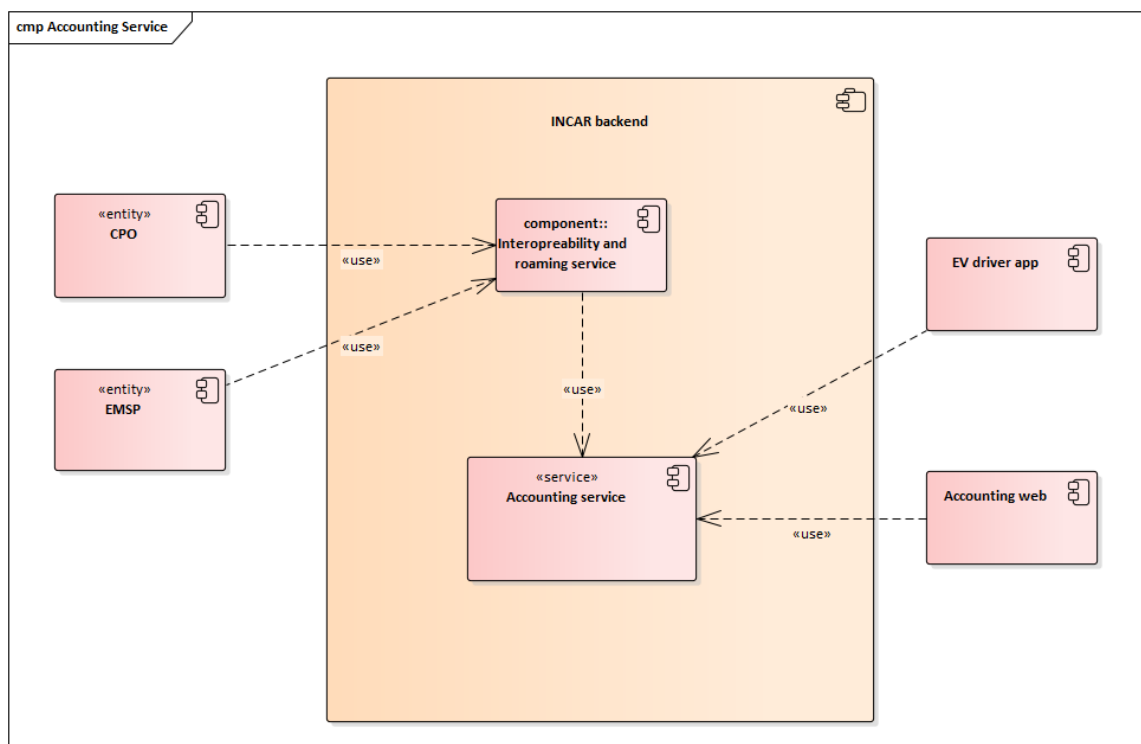 cmp Accounting Service
INCAR backend
«entity»
CPO
«use»
component::
Interopreability and
roaming service
EV driver app
«use»
«entity»
EMSP
«use»
«use»
«service»
Accounting service
Accounting web
«use»